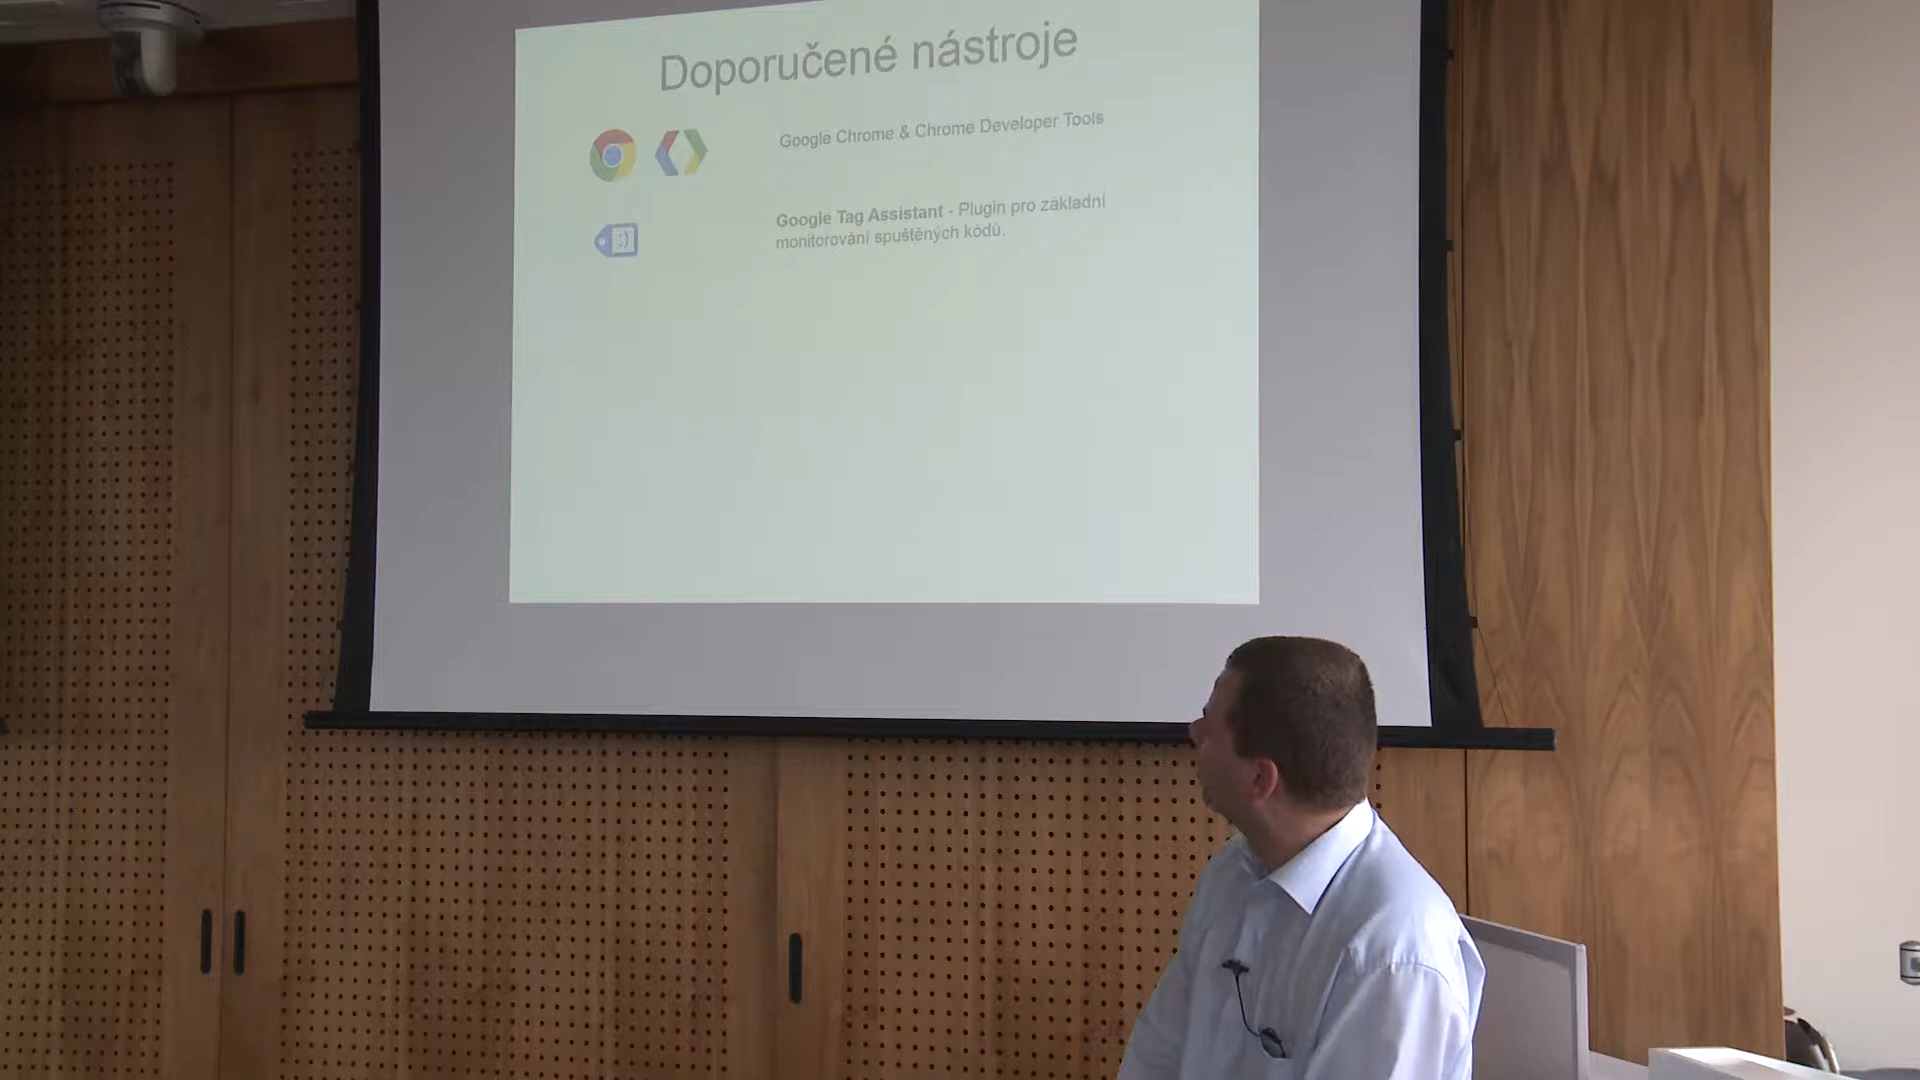 Doporučené nástroje
Google Chrome & Chrome Developer Tools
Google Tag Assistant - Plugin pro základní
monitorování spuštěných kódů.